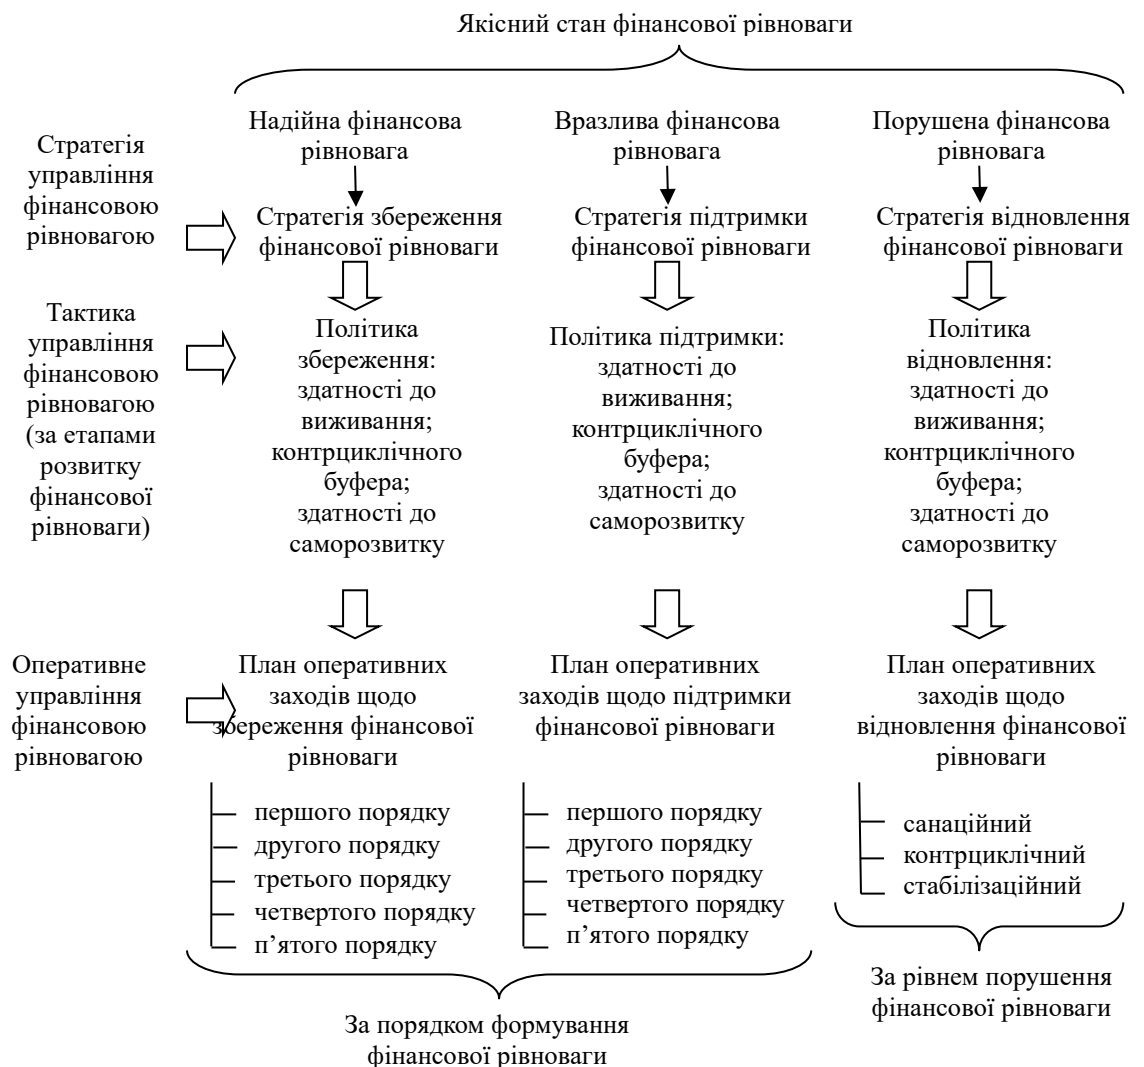 Якісний стан фінансової рівноваги
Надійна фінансова
рівновага
Вразлива фінансова
рівновага
Порушена фінансова
рівновага
Стратегія
управління
фінансовою
рівновагою
Стратегія збереження
фінансової рівноваги
Стратегія підтримки
фінансової рівноваги
Стратегія відновлення
фінансової рівноваги
Тактика
управління
фінансовою
рівновагою
(за етапами
розвитку
фінансової
рівноваги)
Політика
збереження:
здатності до
виживання;
контрциклічного
буфера;
здатності до
саморозвитку
Політика підтримки:
здатності до
виживання;
контрциклічного
буфера;
здатності до
саморозвитку
Політика
відновлення:
здатності до
виживання;
контрциклічного
буфера;
здатності до
саморозвитку
Оперативне
управління
фінансовою
рівновагою
План оперативних
заходів щодо
збереження фінансової
рівноваги
План оперативних
заходів щодо підтримки
фінансової рівноваги
План оперативних
заходів щодо
відновлення фінансової
рівноваги
першого порядку
другого порядку
третього порядку
четвертого порядку
п’ятого порядку
першого порядку
другого порядку
третього порядку
четвертого порядку
п’ятого порядку
санаційний
контрциклічний
стабілізаційний
За порядком формування
фінансової рівноваги
За рівнем порушення
фінансової рівноваги